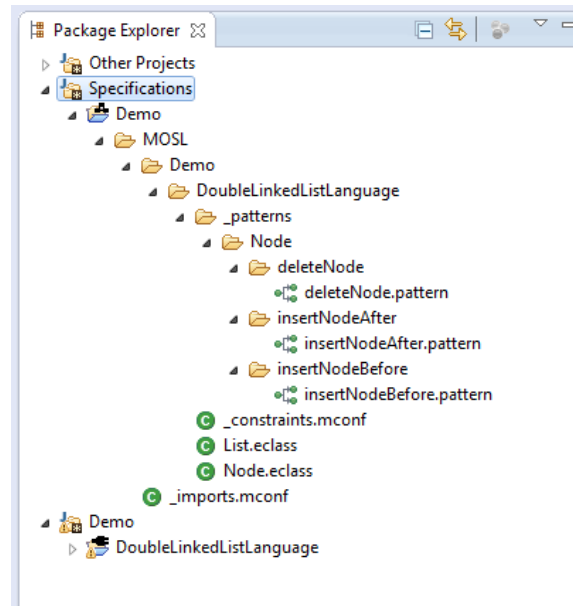 Package Explorer
Other Projects
Specifications
Demo
MOSL
Demo
DoubleLinkedListLanguage
_patterns
Node
deleteNode
deleteNode.pattern
insertNodeAfter
insertNodeAfter.pattern
insertNodeBefore
insertNodeBefore.pattern
_constraints.mconf
List.eclass
Node.eclass
_imports.mconf
Demo
DoubleLinkedListLanguage